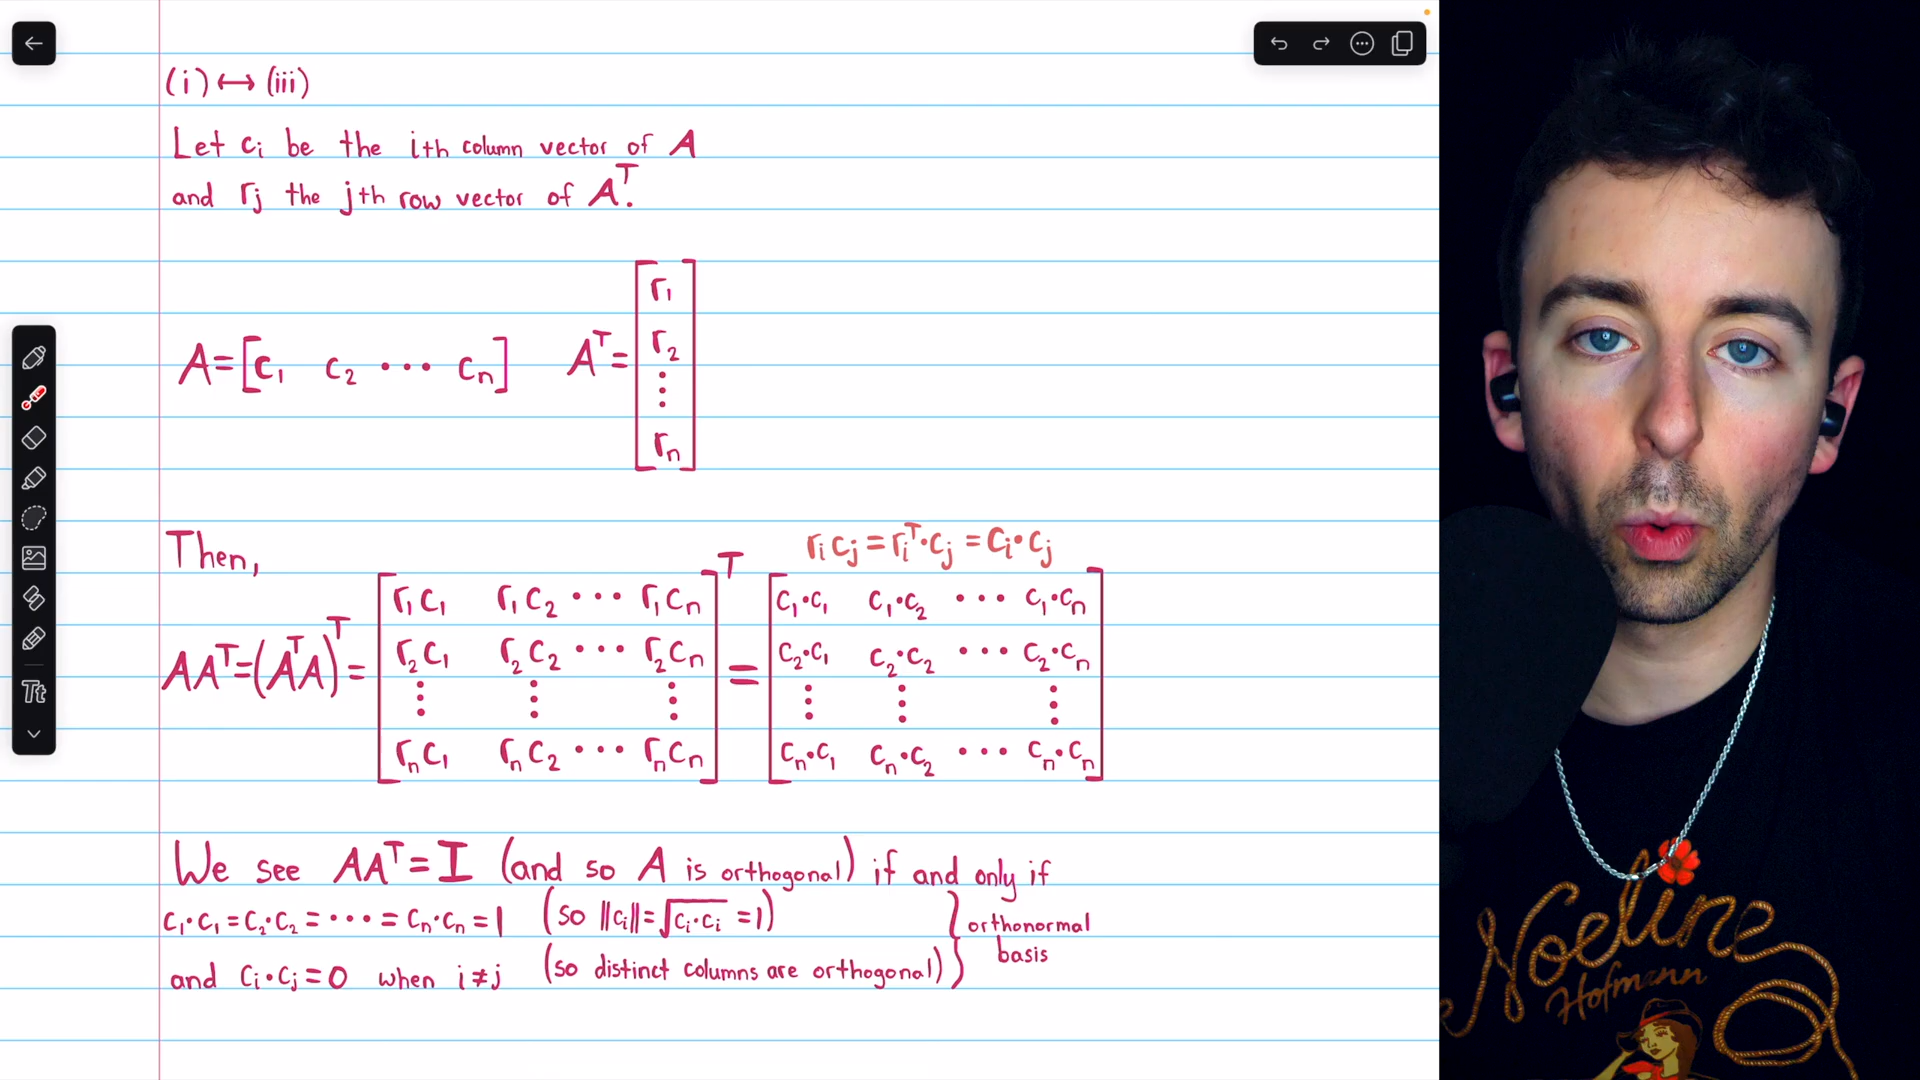 (i) ↔ (iii)
Let cᵢ be the ith column vector of A
and rⱼ the jth row vector of Aᵀ.
A = [c₁ c₂ ⋯ cₙ] Aᵀ = [r₁ r₂ ⋮ rₙ]
Then,
rᵢcⱼ = rᵢᵀ·cⱼ = cᵢ·cⱼ
AAᵀ = (AᵀA)ᵀ = [r₁c₁ r₁c₂ ⋯ r₁cₙ
r₂c₁ r₂c₂ ⋯ r₂cₙ
⋮ ⋮ ⋮
rₙc₁ rₙc₂ ⋯ rₙcₙ]ᵀ
= [c₁·c₁ c₁·c₂ ⋯ c₁·cₙ
c₂·c₁ c₂·c₂ ⋯ c₂·cₙ
⋮ ⋮ ⋮
cₙ·c₁ cₙ·c₂ ⋯ cₙ·cₙ]
We see AAᵀ = I (and so A is orthogonal) if and only if
c₁·c₁ = c₂·c₂ = ⋯ = cₙ·cₙ = 1 (so ||cᵢ|| = √(cᵢ·cᵢ) = 1)
and cᵢ·cⱼ = 0 when i ≠ j (so distinct columns are orthogonal)
} orthonormal
basis
Tt
Noeline
Hofmann